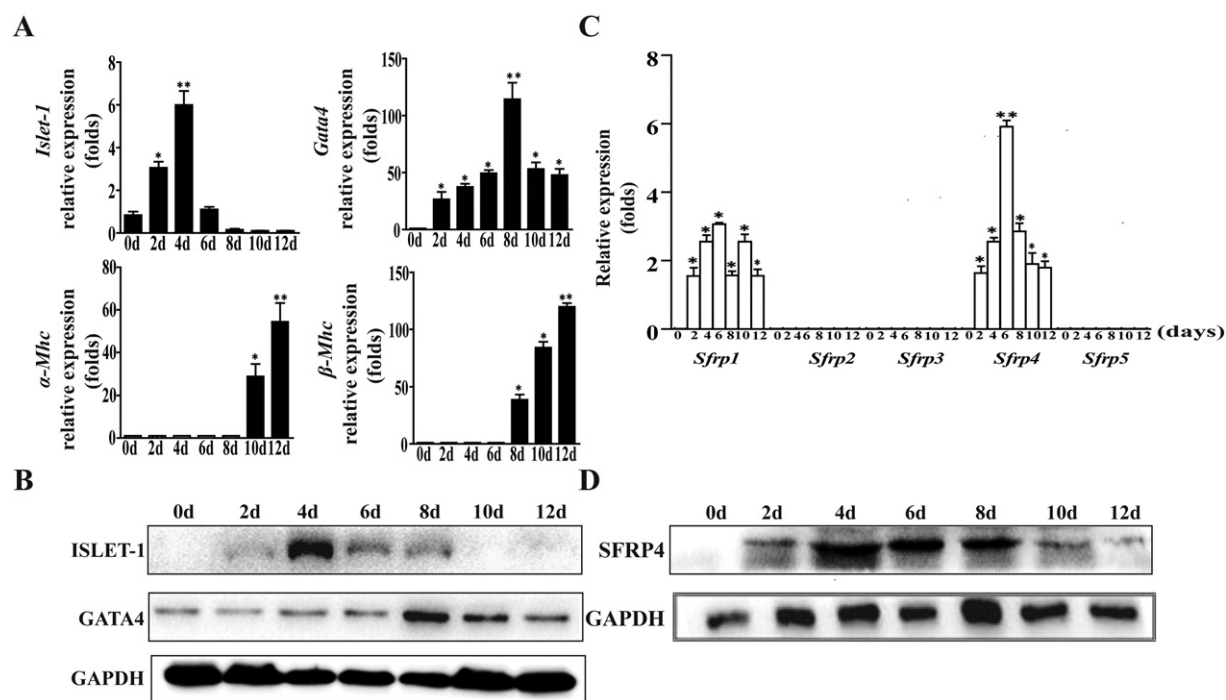 A
Islet-1
relative expression
(folds)
8
6
4
2
0
*
**
0d 2d 4d 6d 8d 10d 12d
Gata4
relative expression
(folds)
150
100
50
0
*
*
*
**
*
*
0d 2d 4d 6d 8d 10d 12d
α-Mhc
relative expression
(folds)
80
60
40
20
0
*
**
0d 2d 4d 6d 8d 10d 12d
β-Mhc
relative expression
(folds)
150
100
50
0
*
*
**
0d 2d 4d 6d 8d 10d 12d
B
0d 2d 4d 6d 8d 10d 12d
ISLET-1
GATA4
GAPDH
C
Relative expression
(folds)
8
6
4
2
0
*
*
*
*
*
*
*
*
**
*
*
*
0 2 4 6 8 10 12 0 2 4 6 8 10 12 0 2 4 6 8 10 12 0 2 4 6 8 10 12 0 2 4 6 8 10 12 (days)
Sfrp1 Sfrp2 Sfrp3 Sfrp4 Sfrp5
D
0d 2d 4d 6d 8d 10d 12d
SFRP4
GAPDH